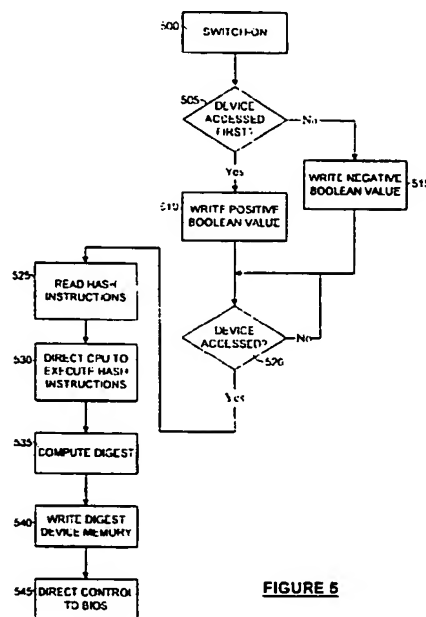 500
SWITCH-ON
505
DEVICE
ACCESSED
FIRST?
No
Yes
510
WRITE POSITIVE
BOOLEAN VALUE
WRITE NEGATIVE
BOOLEAN VALUE
515
525
READ HASH
INSTRUCTIONS
DEVICE
ACCESSED?
No
520
Yes
530
DIRECT CPU TO
EXECUTE HASH
INSTRUCTIONS
535
COMPUTE DIGEST
540
WRITE DIGEST
DEVICE MEMORY
545
DIRECT CONTROL
TO BIOS
FIGURE 5